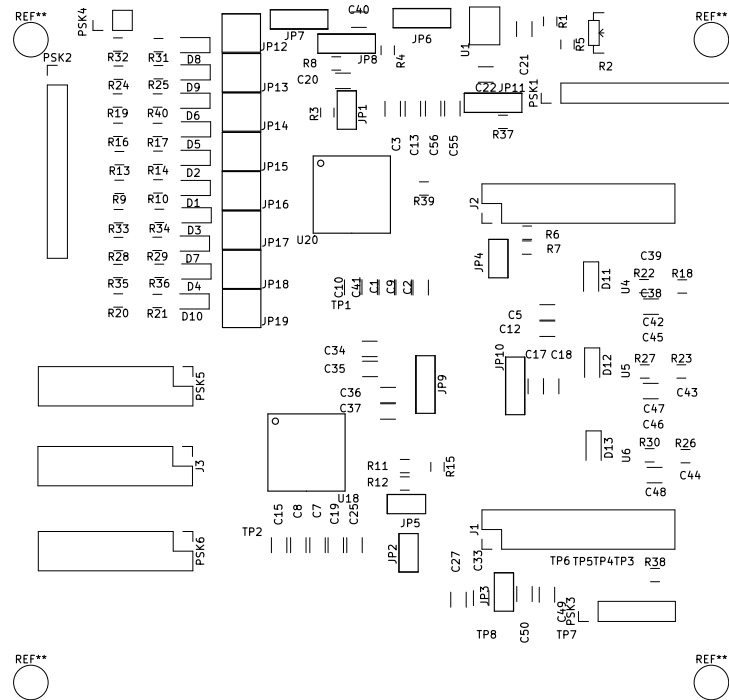 REF**
PSK4
JP7
C40
JP6
U1
R1
R5
REF**
PSK2
R32
R31
D8
JP12
JP8
R8
R4
C21
R2
R24
R25
D9
JP13
C20
C22
JP11
PSK1
R19
R40
D6
JP14
R3
JP1
R37
R16
R17
D5
JP15
C3
C13
C56
C55
R13
R14
D2
JP16
R9
R10
D1
R39
J2
R33
R34
D3
JP17
U20
R6
R7
R28
R29
D7
JP18
JP4
C39
R35
R36
D4
C10
C41
C1
C9
C2
D11
U4
R22
R18
C38
R20
R21
D10
JP19
TP1
C5
C42
C12
C45
C34
C35
JP10
C17
C18
D12
U5
R27
R23
PSK5
C36
JP9
C43
C37
C47
C46
J3
D13
U6
R30
R26
R11
R15
R12
C44
U18
C48
C15
C8
C7
C19
C25
JP5
TP2
J1
PSK6
JP2
C27
C33
TP6
TP5
TP4
TP3
R38
JP3
C49
PSK3
TP8
C50
TP7
REF**
REF**